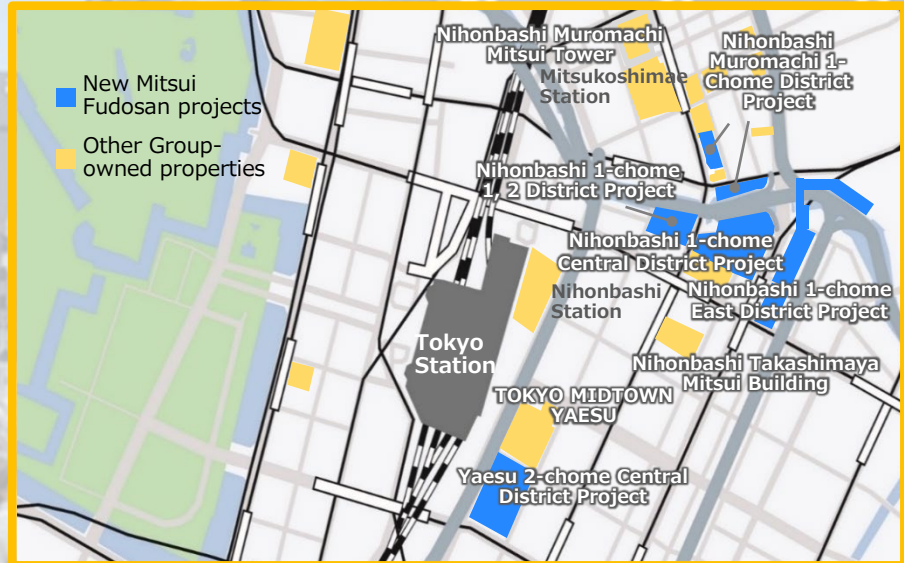 New Mitsui
Fudosan projects
Other Group-
owned properties
Nihonbashi Muromachi
Mitsui Tower
Mitsukoshimae
Station
Nihonbashi
Muromachi 1-
Chome District
Project
Nihonbashi 1-chome
1, 2 District Project
Nihonbashi 1-chome
Central District Project
Nihonbashi
Station
Nihonbashi 1-chome
East District Project
Tokyo
Station
Nihonbashi Takashimaya
Mitsui Building
TOKYO MIDTOWN
YAESU
Yaesu 2-chome Central
District Project